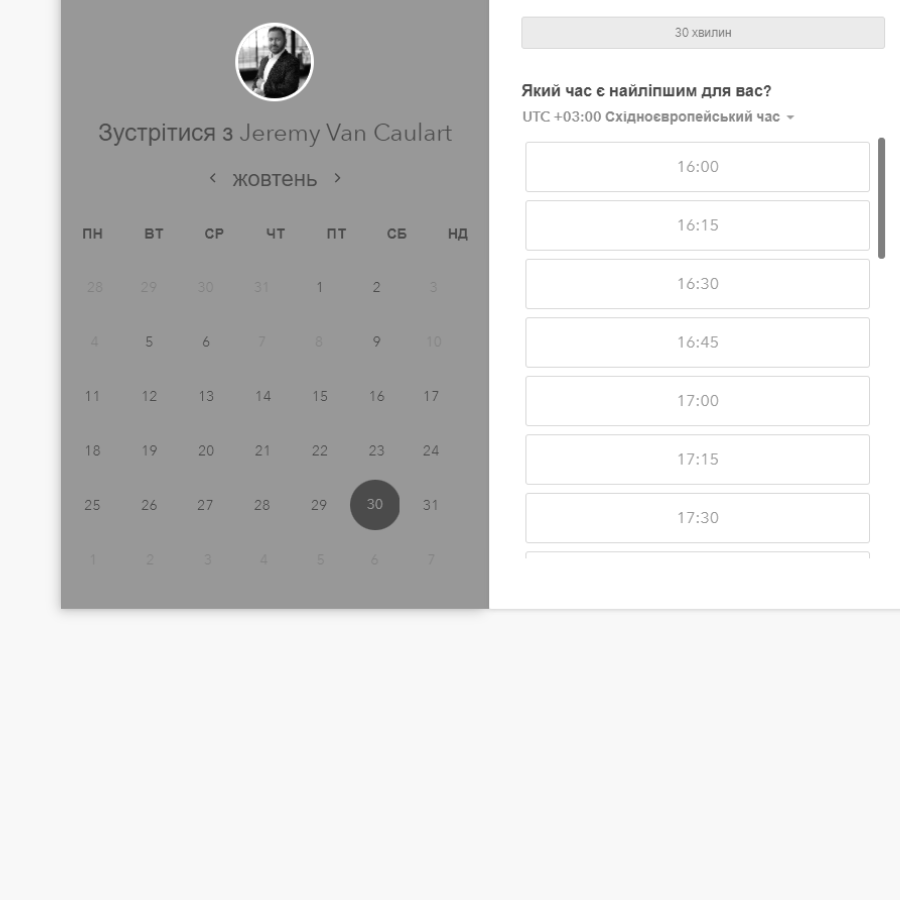 Зустрітися з Jeremy Van Caulart
жовтень
ПН ВТ СР ЧТ ПТ СБ НД
28 29 30 31 1 2 3
4 5 6 7 8 9 10
11 12 13 14 15 16 17
18 19 20 21 22 23 24
25 26 27 28 29 30 31
1 2 3 4 5 6 7
30 хвилин
Який час є найліпшим для вас?
UTC +03:00 Східноєвропейський час
16:00
16:15
16:30
16:45
17:00
17:15
17:30